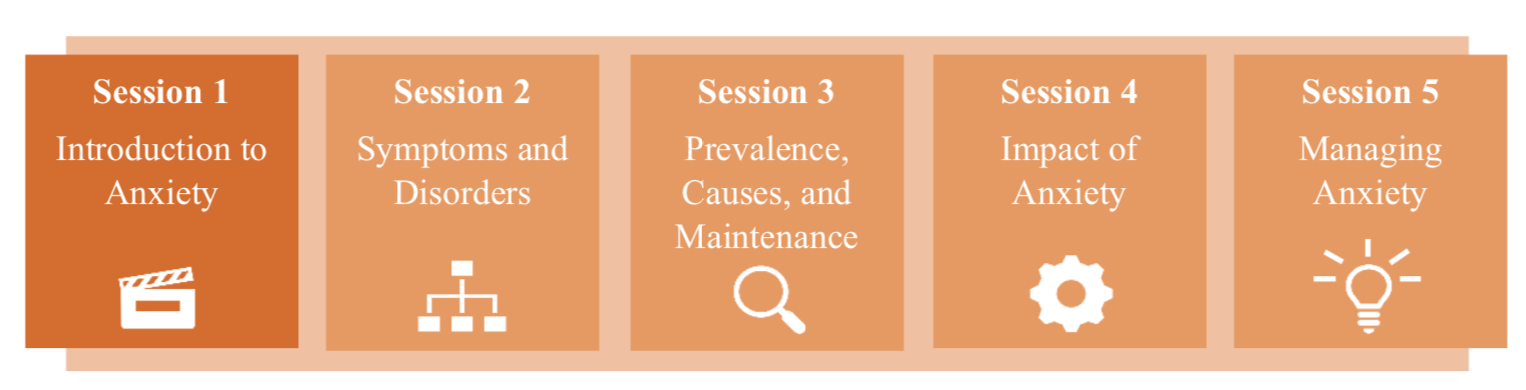 Session 1
Introduction to
Anxiety
Session 2
Symptoms and
Disorders
Session 3
Prevalence,
Causes, and
Maintenance
Session 4
Impact of
Anxiety
Session 5
Managing
Anxiety